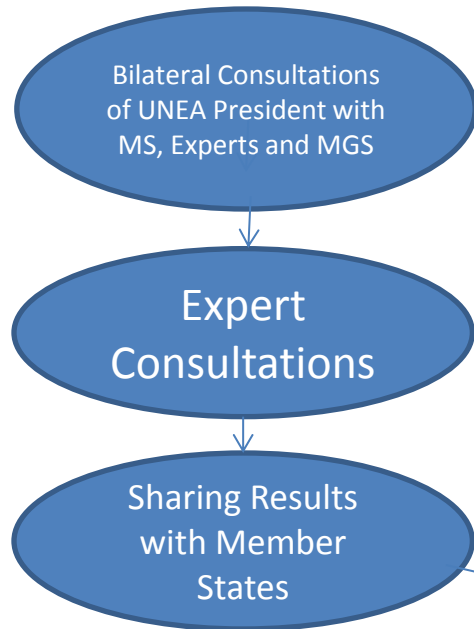 Bilateral Consultations
of UNEA President with
MS, Experts and MGS
Expert
Consultations
Sharing Results
with Member
States